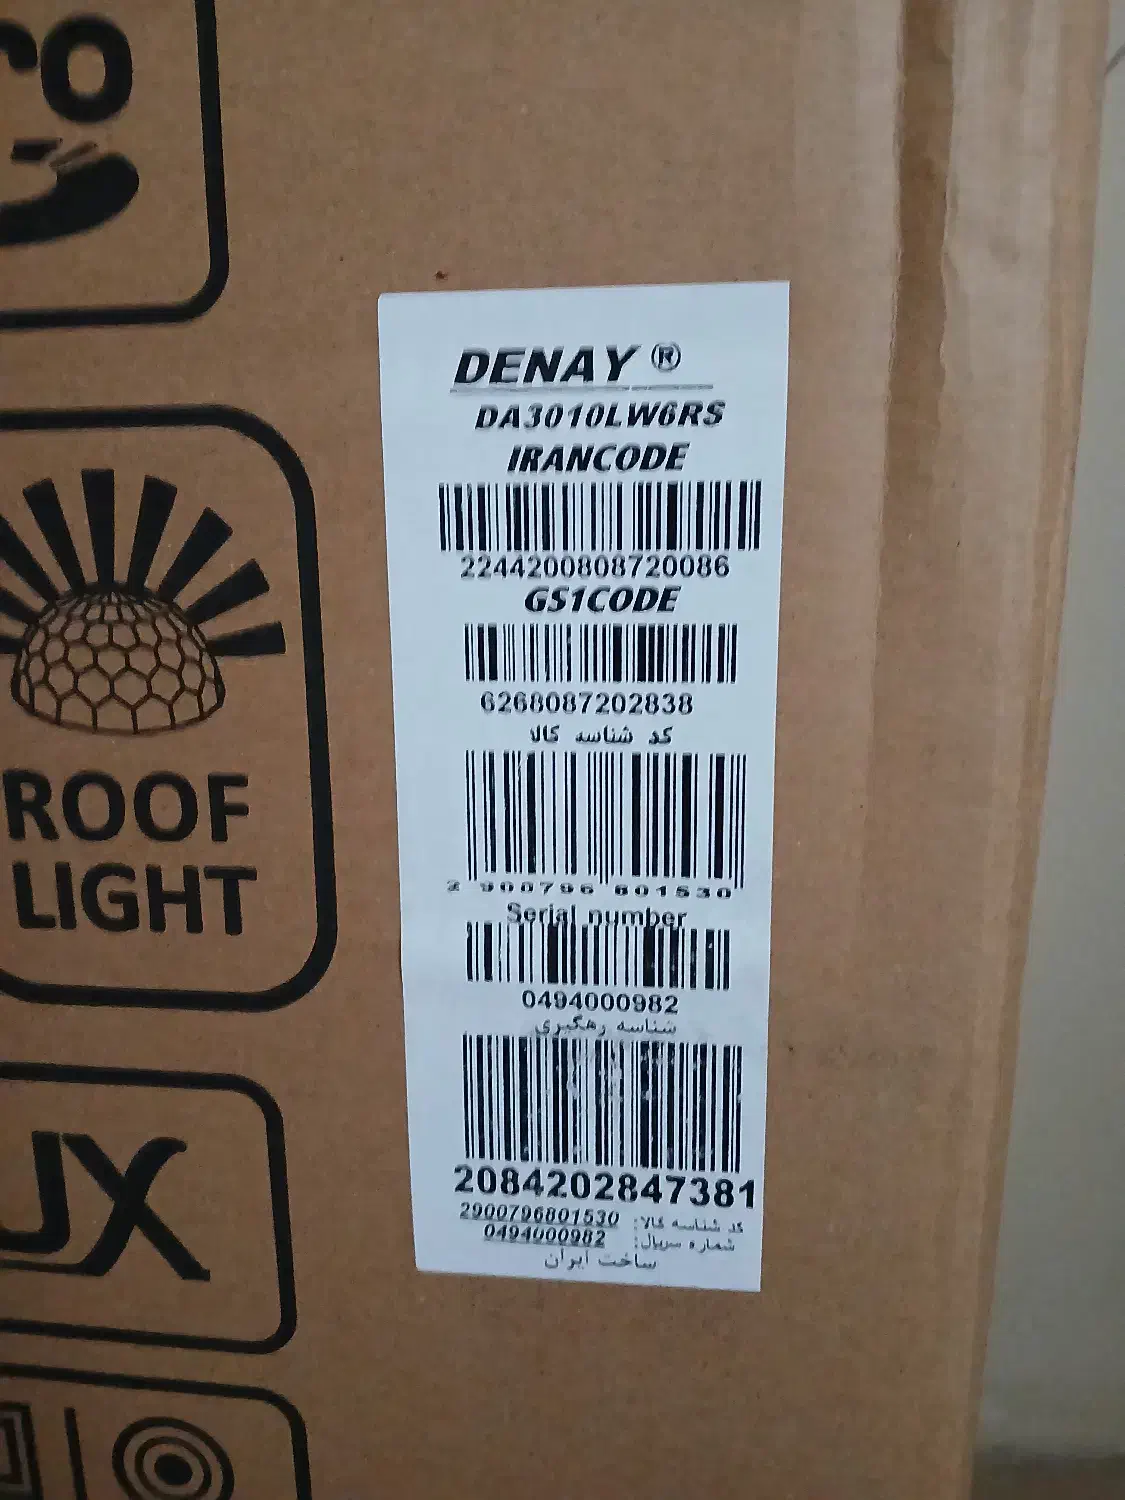 ro
DENAY ®
DA3010LW6RS
IRANCODE
2244200808720086
GS1CODE
6268087202838
کد شناسه کالا
2 900796 801530
Serial number
0494000982
شناسه رهگیری
2084202847381
کد شناسه کالا: 2900796801530
شماره سریال: 0494000982
ساخت ایران
ROOF
LIGHT
UX